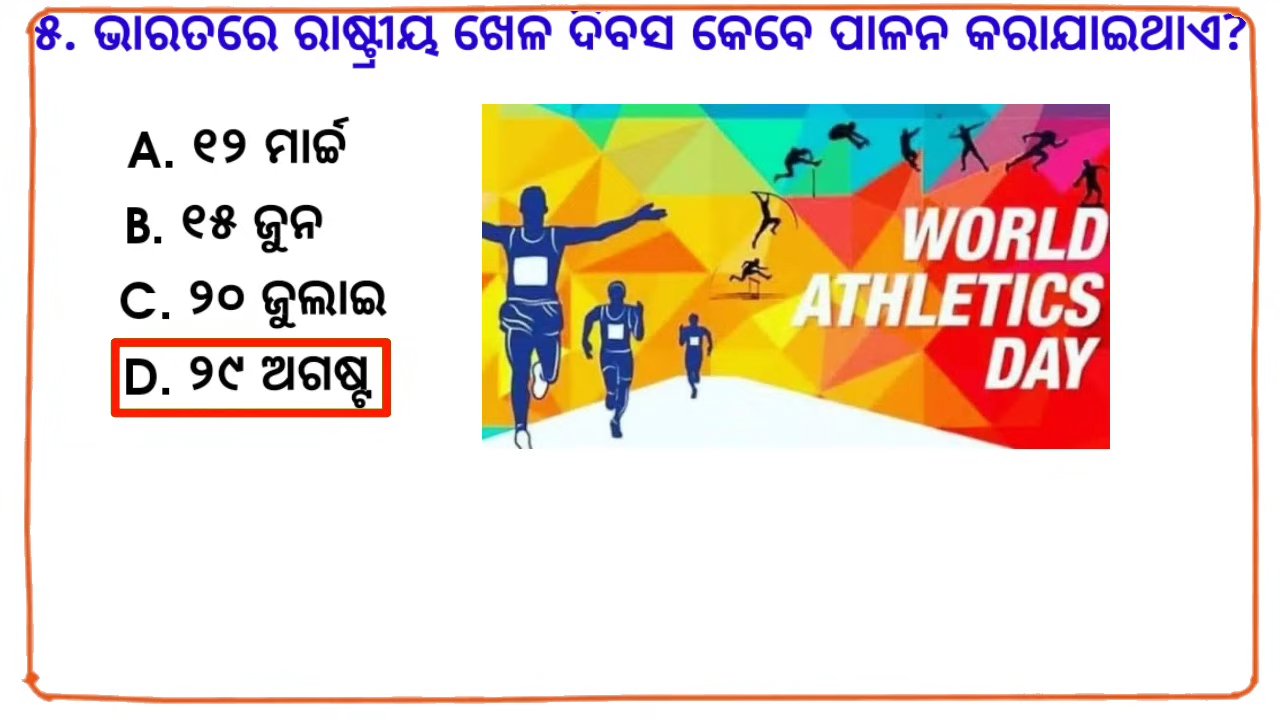 ୫. ଭାରତରେ ରାଷ୍ଟ୍ରୀୟ ଖେଳ ଦିବସ କେବେ ପାଳନ କରାଯାଇଥାଏ?
A. ୧୨ ମାର୍ଚ୍ଚ
B. ୧୫ ଜୁନ
C. ୨୦ ଜୁଲାଇ
D. ୨୯ ଅଗଷ୍ଟ
WORLD
ATHLETICS
DAY